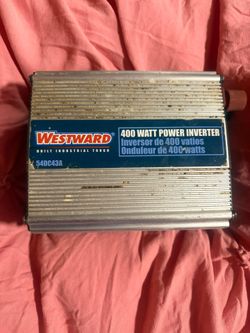 WESTWARD
BUILT INDUSTRIAL TOUGH
54DC43A
400 WATT POWER INVERTER
Inversor de 400 vatios
Onduleur de 400 watts